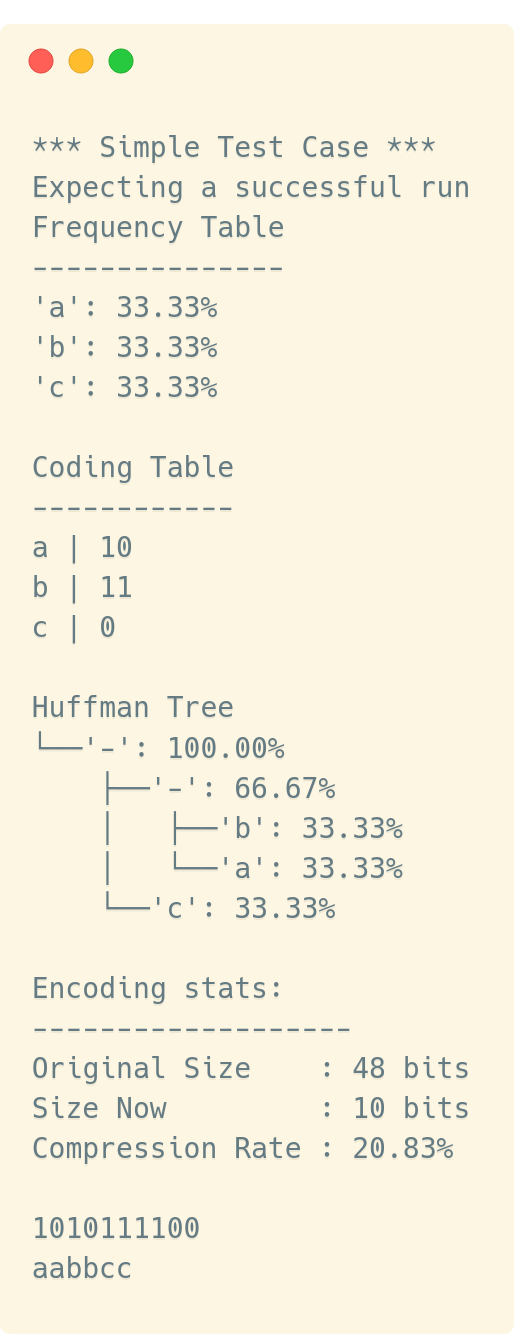 *** Simple Test Case ***
Expecting a successful run
Frequency Table
---------------
'a': 33.33%
'b': 33.33%
'c': 33.33%

Coding Table
------------
a | 10
b | 11
c | 0

Huffman Tree
└──'-': 100.00%
    ├──'-': 66.67%
    │   ├──'b': 33.33%
    │   └──'a': 33.33%
    └──'c': 33.33%

Encoding stats:
-------------------
Original Size    : 48 bits
Size Now         : 10 bits
Compression Rate : 20.83%

1010111100
aabbcc